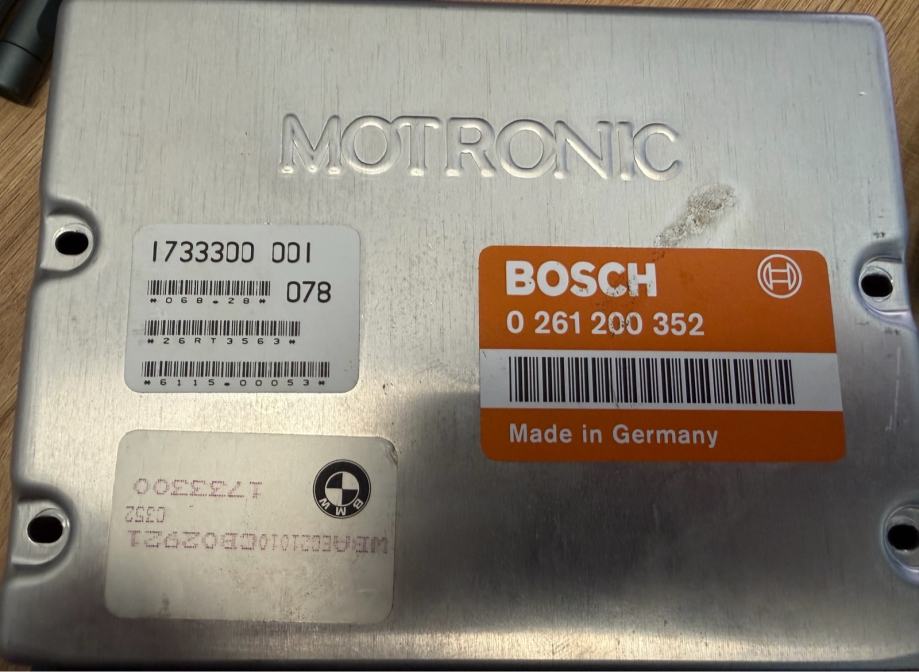 MOTRONIC
1733300 001
*068.28* 078
*26RT3563*
*6115.00053*
BOSCH
0 261 200 352
Made in Germany
BMW
1733300
C352